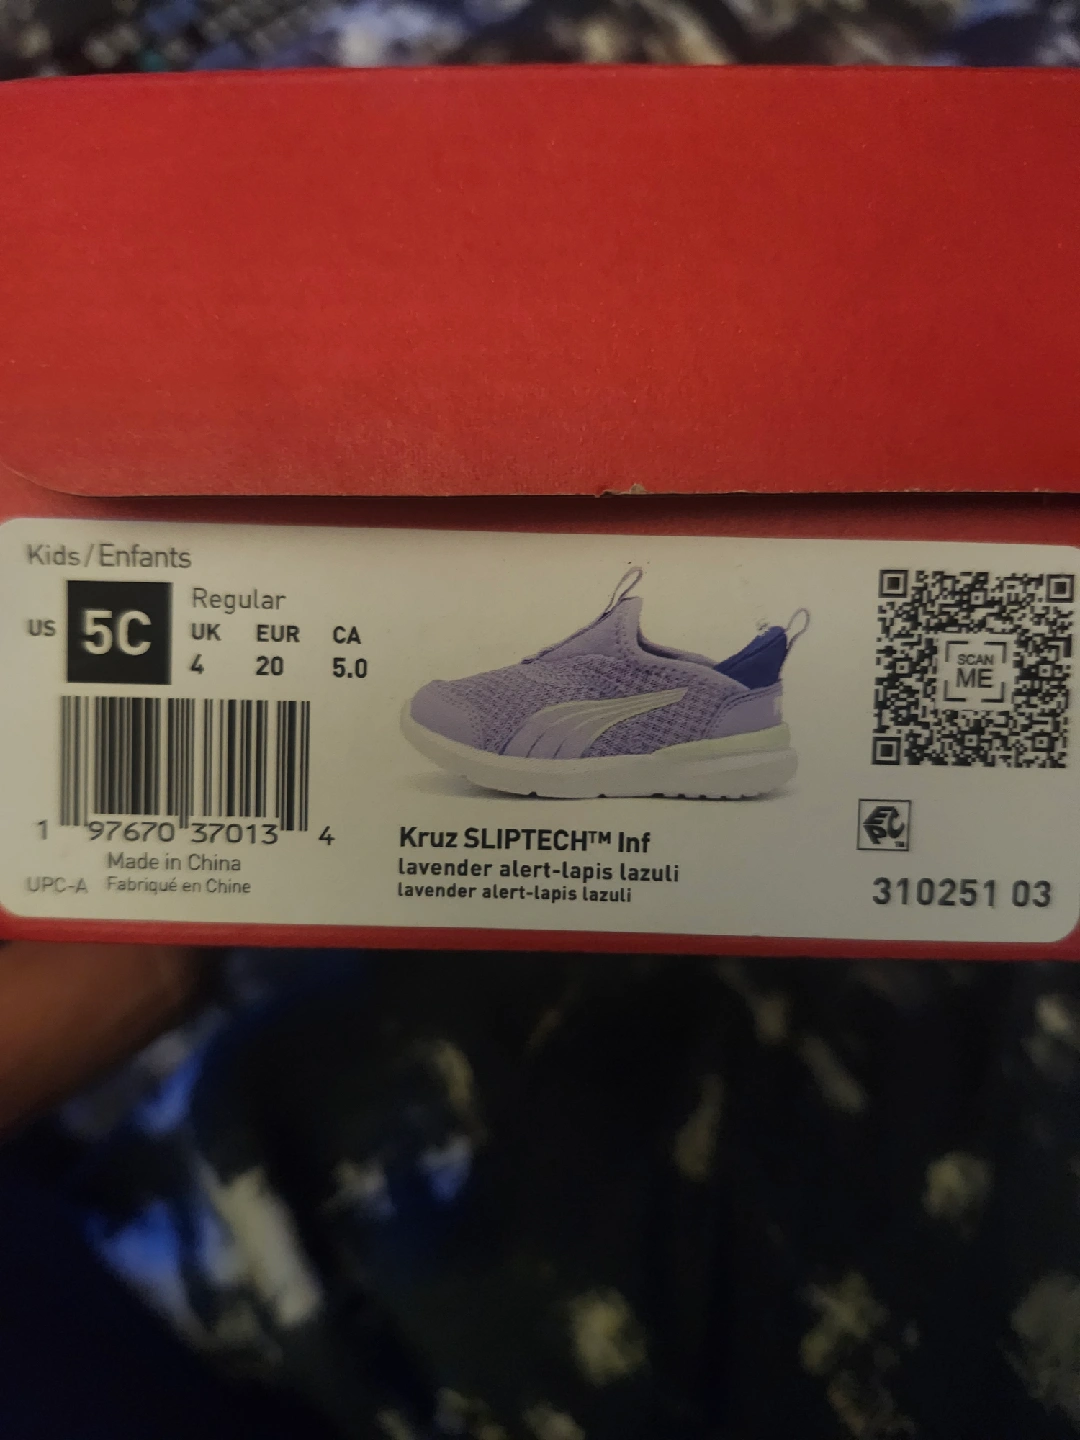 Kids/Enfants
US 5C
Regular
UK EUR CA
4 20 5.0
1 97670 37013 4
Made in China
UPC-A Fabriqué en Chine
Kruz SLIPTECH™ Inf
lavender alert-lapis lazuli
lavender alert-lapis lazuli
SCAN
ME
310251 03